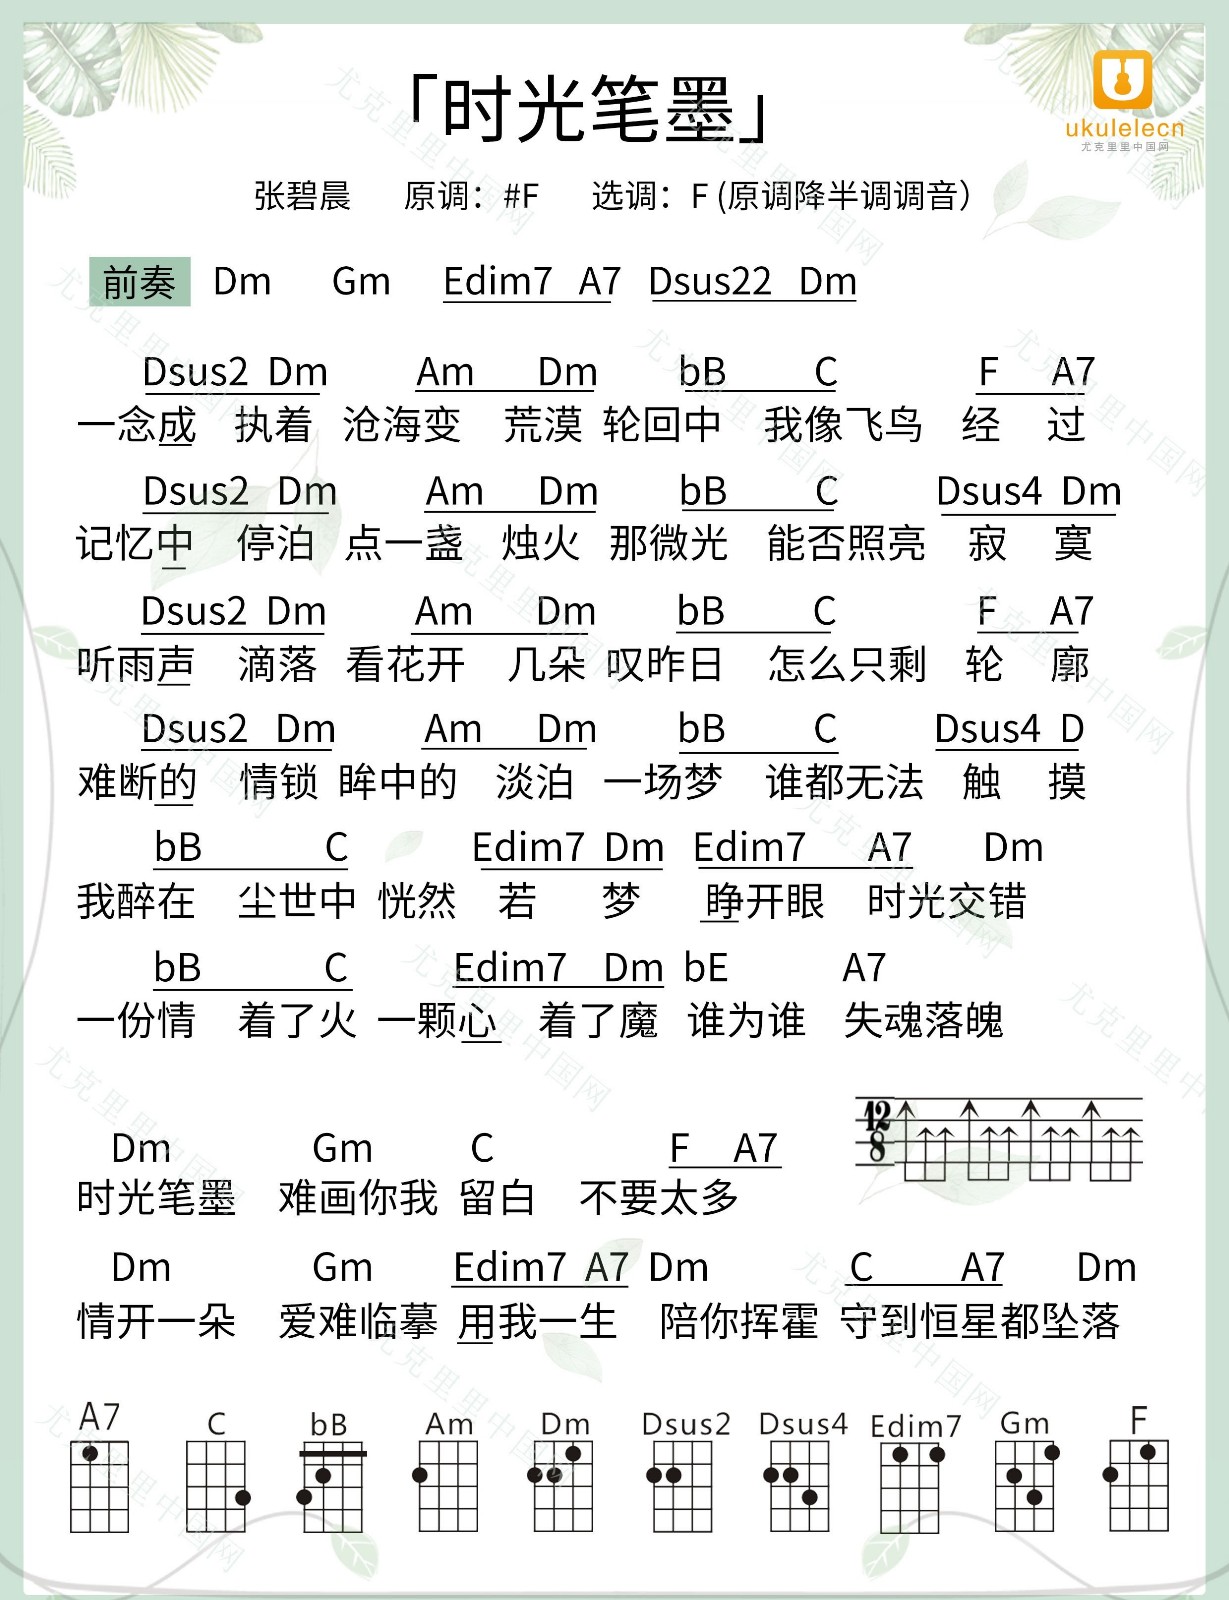 「时光笔墨」
ukulelecn
尤克里里中国网
张碧晨 原调：#F 选调：F (原调降半调调音）
前奏 Dm Gm Edim7 A7 Dsus22 Dm
Dsus2 Dm Am Dm bB C F A7
一念成 执着 沧海变 荒漠 轮回中 我像飞鸟 经 过
Dsus2 Dm Am Dm bB C Dsus4 Dm
记忆中 停泊 点一盏 烛火 那微光 能否照亮 寂 寞
Dsus2 Dm Am Dm bB C F A7
听雨声 滴落 看花开 几朵 叹昨日 怎么只剩 轮 廓
Dsus2 Dm Am Dm bB C Dsus4 D
难断的 情锁 眸中的 淡泊 一场梦 谁都无法 触 摸
bB C Edim7 Dm Edim7 A7 Dm
我醉在 尘世中 恍然 若 梦 睁开眼 时光交错
bB C Edim7 Dm bE A7
一份情 着了火 一颗心 着了魔 谁为谁 失魂落魄
12
8
Dm Gm C F A7
时光笔墨 难画你我 留白 不要太多
Dm Gm Edim7 A7 Dm C A7 Dm
情开一朵 爱难临摹 用我一生 陪你挥霍 守到恒星都坠落
A7 C bB Am Dm Dsus2 Dsus4 Edim7 Gm F